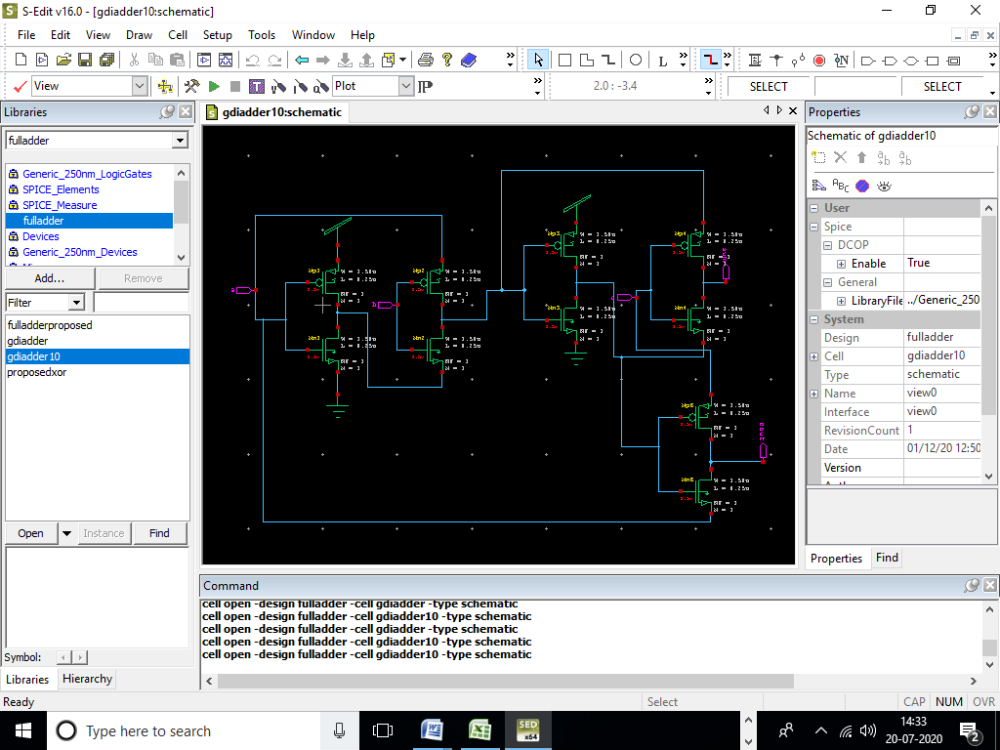 S-Edit v16.0 - [gdiadder10:schematic]
File Edit View Draw Cell Setup Tools Window Help
View
Plot
2.0 : -3.4
SELECT
SELECT
Libraries
fulladder
Generic_250nm_LogicGates
SPICE_Elements
SPICE_Measure
fulladder
Devices
Generic_250nm_Devices
Add...
Remove
Filter
fulladderproposed
gdiadder
gdiadder10
proposedxor
Open
Instance
Find
Symbol:
Libraries
Hierarchy
gdiadder10:schematic
Properties
Schematic of gdiadder10
User
Spice
DCOP
Enable True
General
LibraryFile ../Generic_250
System
Design fulladder
Cell gdiadder10
Type schematic
Name view0
Interface view0
RevisionCount 1
Date 01/12/20 12:50
Version
Properties
Find
Command
cell open -design fulladder -cell gdiadder -type schematic
cell open -design fulladder -cell gdiadder10 -type schematic
cell open -design fulladder -cell gdiadder -type schematic
cell open -design fulladder -cell gdiadder10 -type schematic
cell open -design fulladder -cell gdiadder10 -type schematic
Ready
Select
CAP NUM OVR
Type here to search
SED
x64
14:33
20-07-2020
2